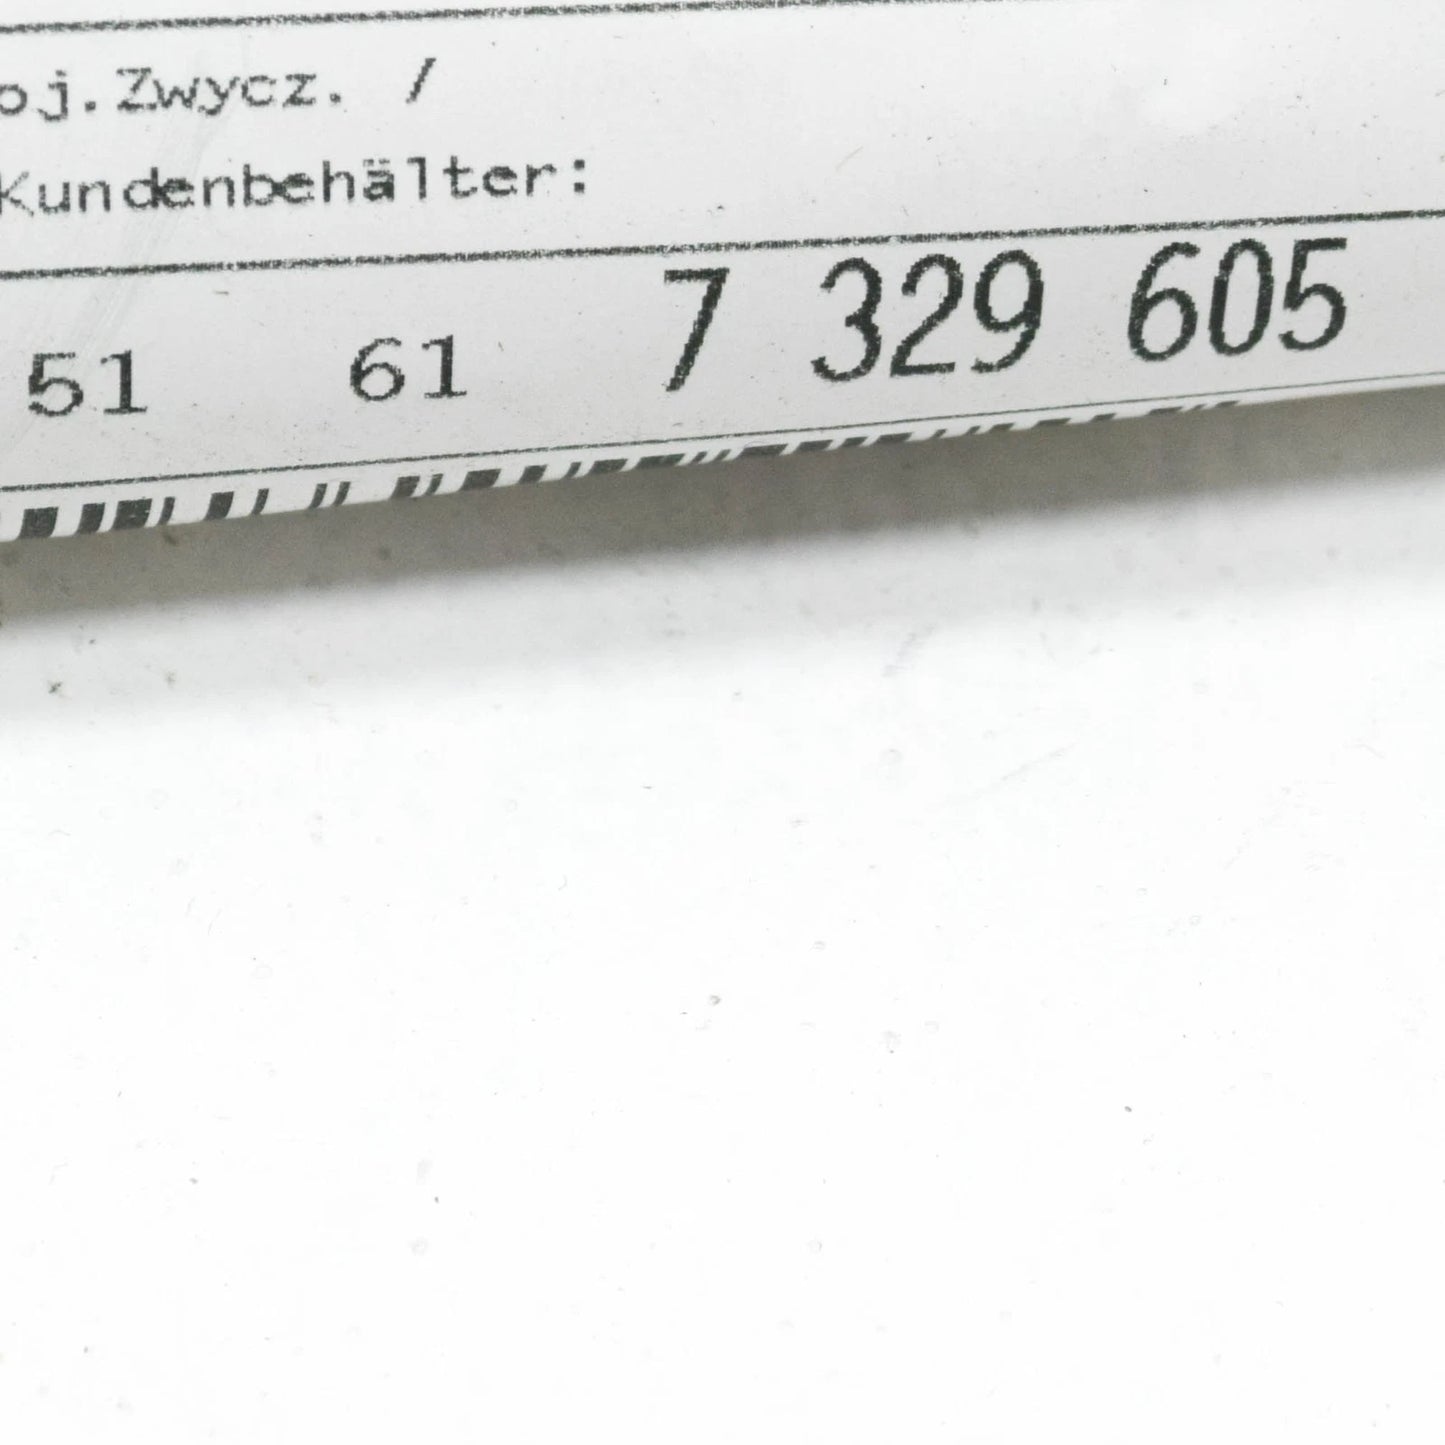 oj.Zwycz. /
Kundenbehälter:
51 61 7 329 605